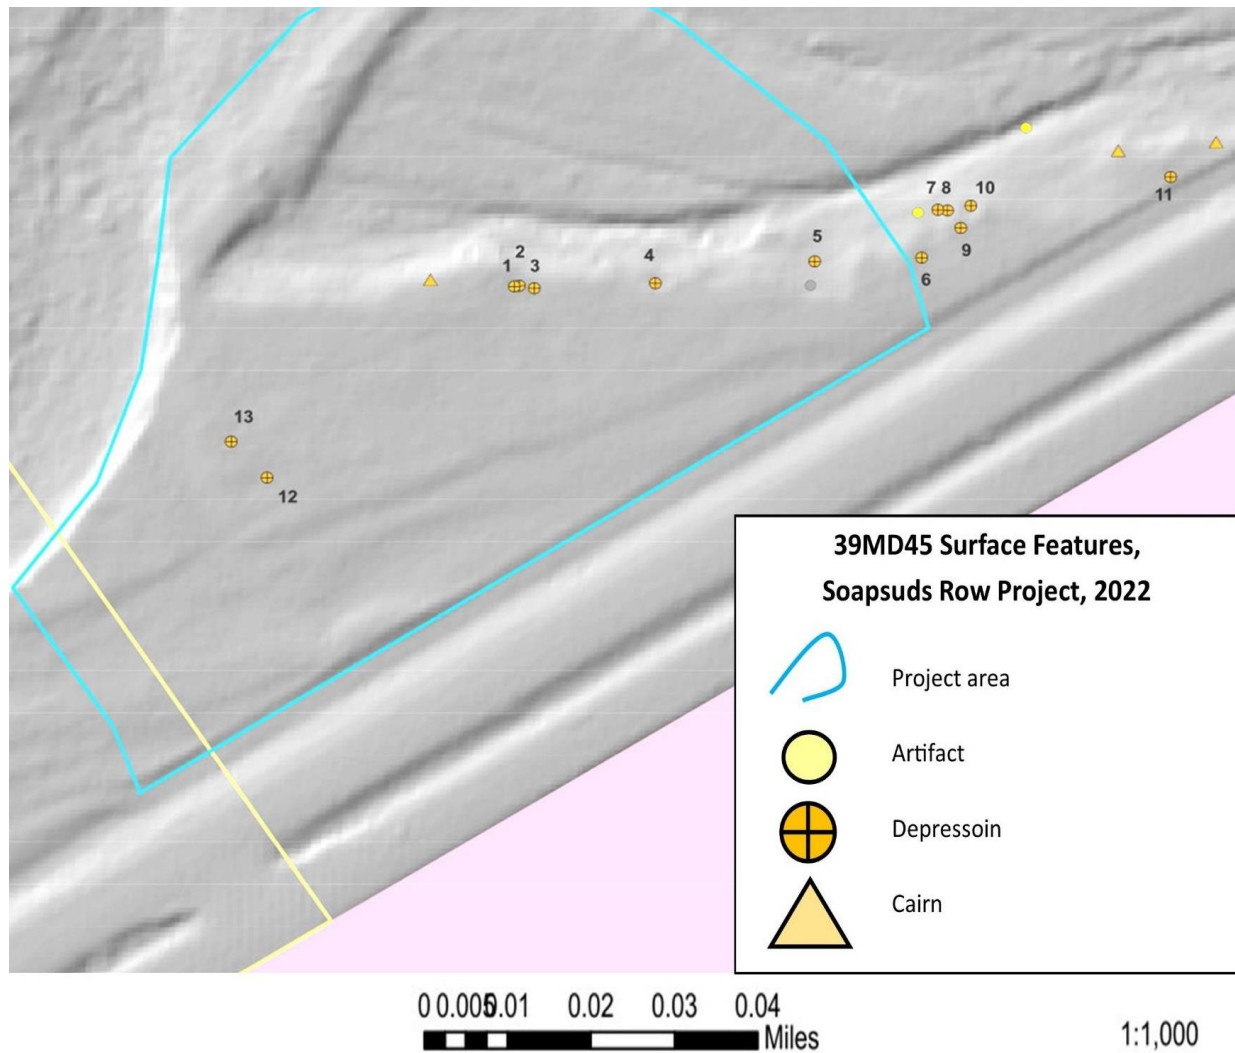 7 8 10
11
5
2
4
1 3
9
6
13
12
39MD45 Surface Features,
Soapsuds Row Project, 2022
Project area
Artifact
Depressoin
Cairn
0 0.005 0.01 0.02 0.03 0.04
Miles
1:1,000